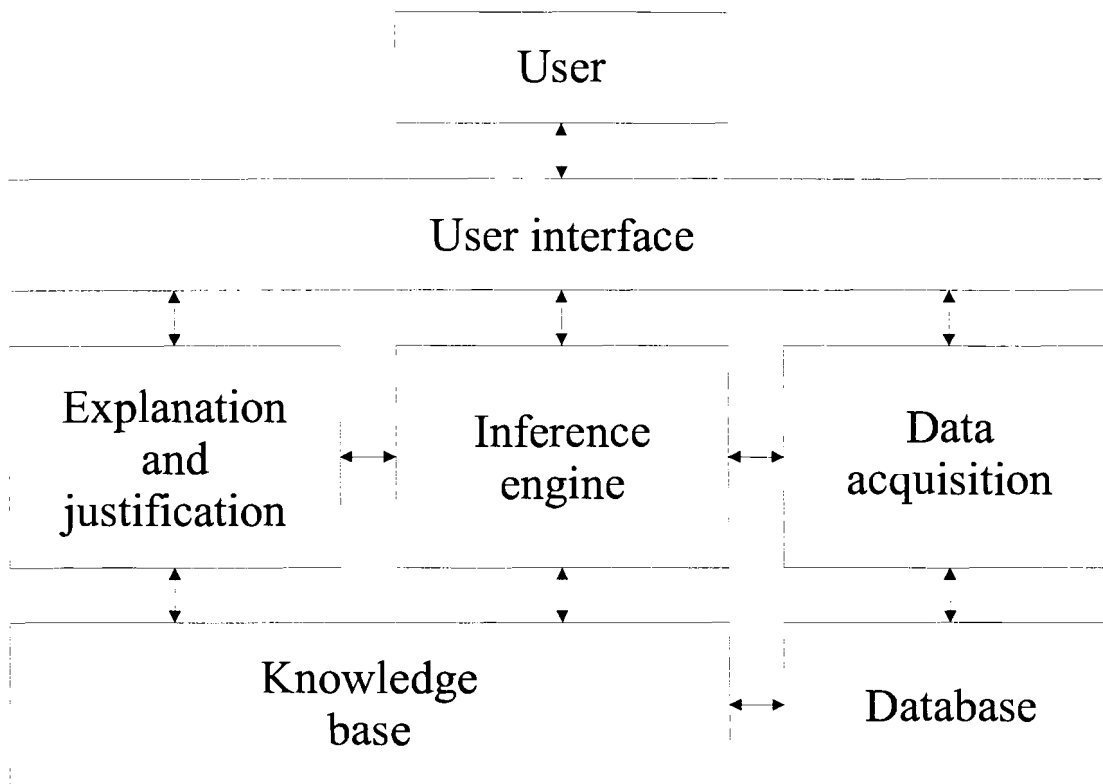 User
User interface
Explanation
and
justification
Inference
engine
Data
acquisition
Knowledge
base
Database